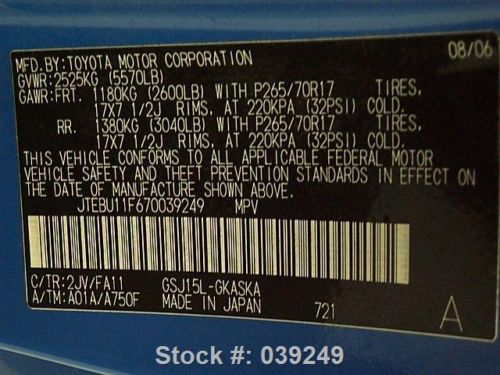 MFD.BY:TOYOTA MOTOR CORPORATION 08/06
GVWR:2525KG (5570LB)
GAWR:FRT. 1180KG (2600LB) WITH P265/70R17 TIRES,
17X7 1/2J RIMS, AT 220KPA (32PSI) COLD.
RR. 1380KG (3040LB) WITH P265/70R17 TIRES,
17X7 1/2J RIMS, AT 220KPA (32PSI) COLD.
THIS VEHICLE CONFORMS TO ALL APPLICABLE FEDERAL MOTOR
VEHICLE SAFETY AND THEFT PREVENTION STANDARDS IN EFFECT ON
THE DATE OF MANUFACTURE SHOWN ABOVE.
JTEBU11F670039249 MPV
C/TR:2JV/FA11 GSJ15L-GKASKA
A/TM:A01A/A750F MADE IN JAPAN 721 A
Stock #: 039249